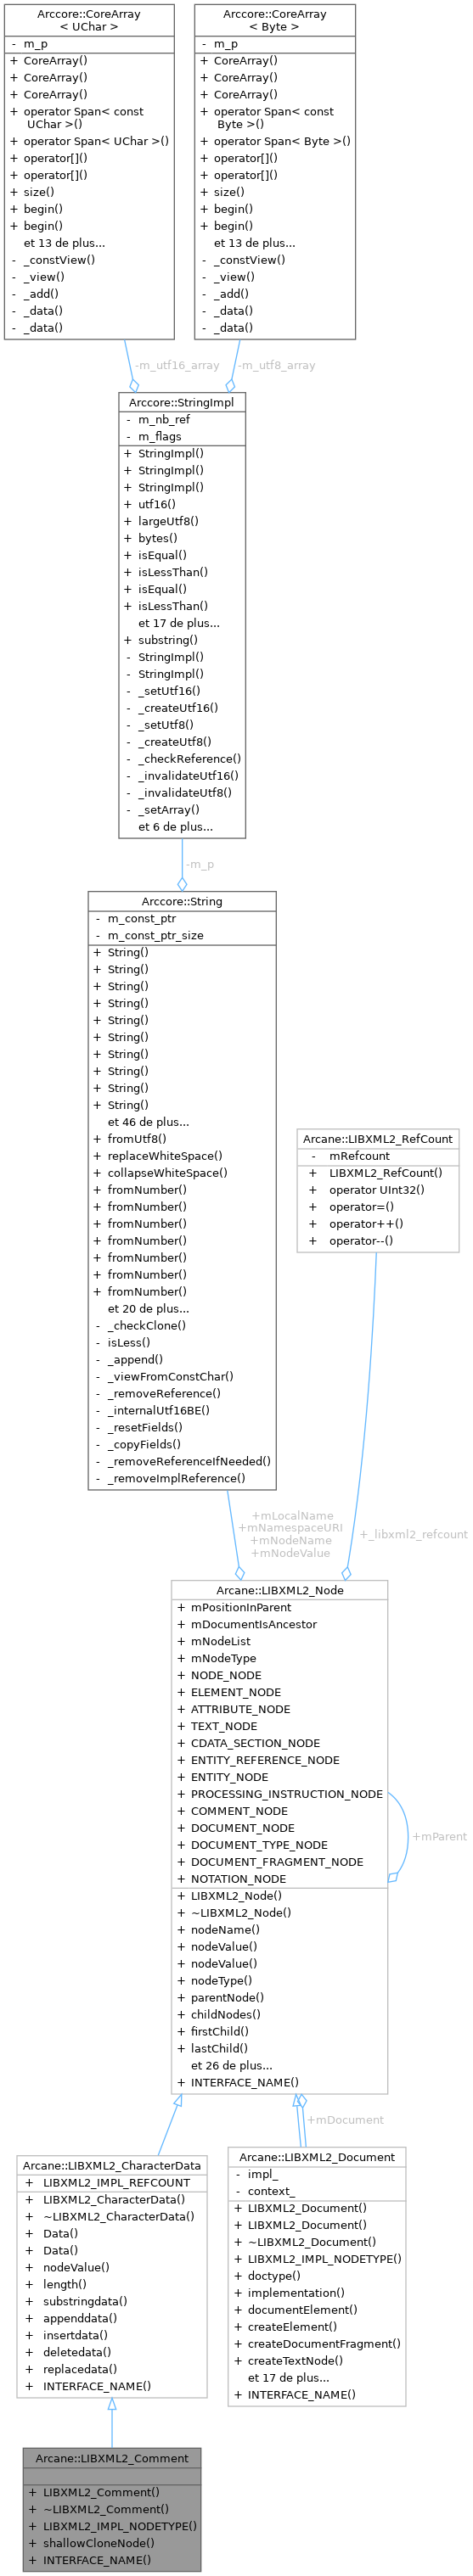 Arccore::CoreArray
< UChar >
- m_p
+ CoreArray()
+ CoreArray()
+ CoreArray()
+ operator Span< const
UChar >()
+ operator Span< UChar >()
+ operator[]()
+ operator[]()
+ size()
+ begin()
+ begin()
et 13 de plus...
- _constView()
- _view()
- _add()
- _data()
- _data()
Arccore::CoreArray
< Byte >
- m_p
+ CoreArray()
+ CoreArray()
+ CoreArray()
+ operator Span< const
Byte >()
+ operator Span< Byte >()
+ operator[]()
+ operator[]()
+ size()
+ begin()
+ begin()
et 13 de plus...
- _constView()
- _view()
- _add()
- _data()
- _data()
-m_utf16_array
-m_utf8_array
Arccore::StringImpl
- m_nb_ref
- m_flags
+ StringImpl()
+ StringImpl()
+ StringImpl()
+ utf16()
+ largeUtf8()
+ bytes()
+ isEqual()
+ isLessThan()
+ isEqual()
+ isLessThan()
et 17 de plus...
+ substring()
- StringImpl()
- StringImpl()
- _setUtf16()
- _createUtf16()
- _setUtf8()
- _createUtf8()
- _checkReference()
- _invalidateUtf16()
- _invalidateUtf8()
- _setArray()
et 6 de plus...
-m_p
Arccore::String
- m_const_ptr
- m_const_ptr_size
+ String()
+ String()
+ String()
+ String()
+ String()
+ String()
+ String()
+ String()
+ String()
+ String()
et 46 de plus...
+ fromUtf8()
+ replaceWhiteSpace()
+ collapseWhiteSpace()
+ fromNumber()
+ fromNumber()
+ fromNumber()
+ fromNumber()
+ fromNumber()
+ fromNumber()
+ fromNumber()
et 20 de plus...
- _checkClone()
- isLess()
- _append()
- _viewFromConstChar()
- _removeReference()
- _internalUtf16BE()
- _resetFields()
- _copyFields()
- _removeReferenceIfNeeded()
- _removeImplReference()
Arcane::LIBXML2_RefCount
- mRefcount
+ LIBXML2_RefCount()
+ operator UInt32()
+ operator=()
+ operator++()
+ operator--()
+mLocalName
+mNamespaceURI
+mNodeName
+mNodeValue
+_libxml2_refcount
Arcane::LIBXML2_Node
+ mPositionInParent
+ mDocumentIsAncestor
+ mNodeList
+ mNodeType
+ NODE_NODE
+ ELEMENT_NODE
+ ATTRIBUTE_NODE
+ TEXT_NODE
+ CDATA_SECTION_NODE
+ ENTITY_REFERENCE_NODE
+ ENTITY_NODE
+ PROCESSING_INSTRUCTION_NODE
+ COMMENT_NODE
+ DOCUMENT_NODE
+ DOCUMENT_TYPE_NODE
+ DOCUMENT_FRAGMENT_NODE
+ NOTATION_NODE
+ LIBXML2_Node()
+ ~LIBXML2_Node()
+ nodeName()
+ nodeValue()
+ nodeValue()
+ nodeType()
+ parentNode()
+ childNodes()
+ firstChild()
+ lastChild()
et 26 de plus...
+ INTERFACE_NAME()
+mParent
+mDocument
Arcane::LIBXML2_CharacterData
+ LIBXML2_IMPL_REFCOUNT
+ LIBXML2_CharacterData()
+ ~LIBXML2_CharacterData()
+ Data()
+ Data()
+ nodeValue()
+ length()
+ substringdata()
+ appenddata()
+ insertdata()
+ deletedata()
+ replacedata()
+ INTERFACE_NAME()
Arcane::LIBXML2_Document
- impl_
- context_
+ LIBXML2_Document()
+ LIBXML2_Document()
+ ~LIBXML2_Document()
+ LIBXML2_IMPL_NODETYPE()
+ doctype()
+ implementation()
+ documentElement()
+ createElement()
+ createDocumentFragment()
+ createTextNode()
et 17 de plus...
+ INTERFACE_NAME()
Arcane::LIBXML2_Comment
+ LIBXML2_Comment()
+ ~LIBXML2_Comment()
+ LIBXML2_IMPL_NODETYPE()
+ shallowCloneNode()
+ INTERFACE_NAME()